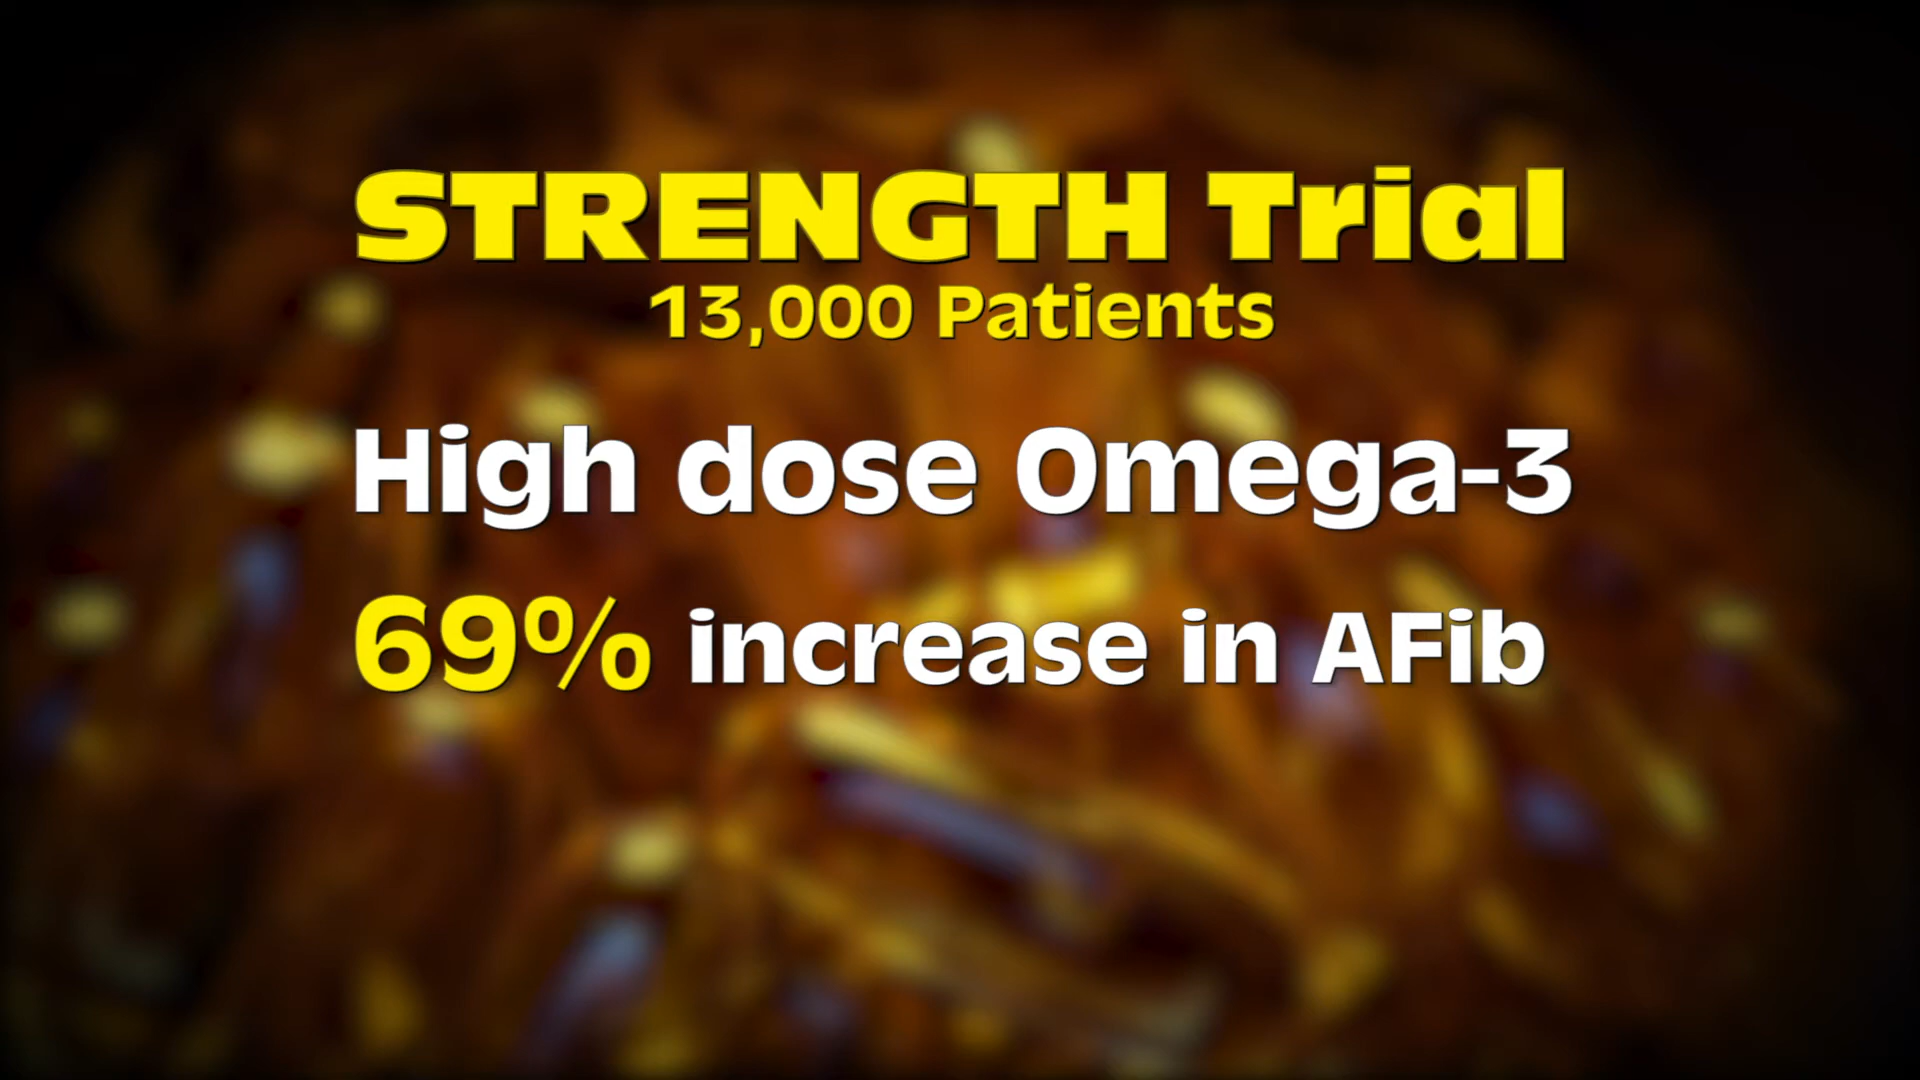 STRENGTH Trial
13,000 Patients
High dose Omega-3
69% increase in AFib